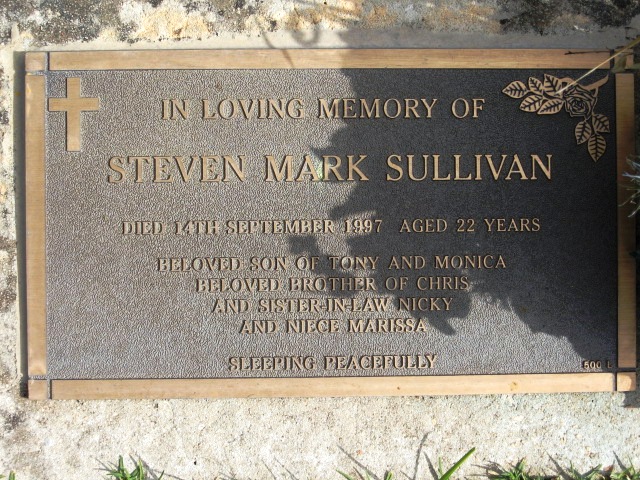 IN LOVING MEMORY OF
STEVEN MARK SULLIVAN
DIED 14TH SEPTEMBER 1997 AGED 22 YEARS
BELOVED SON OF TONY AND MONICA
BELOVED BROTHER OF CHRIS
AND SISTER-IN-LAW NICKY
AND NIECE MARISSA
SLEEPING PEACEFULLY
500 L